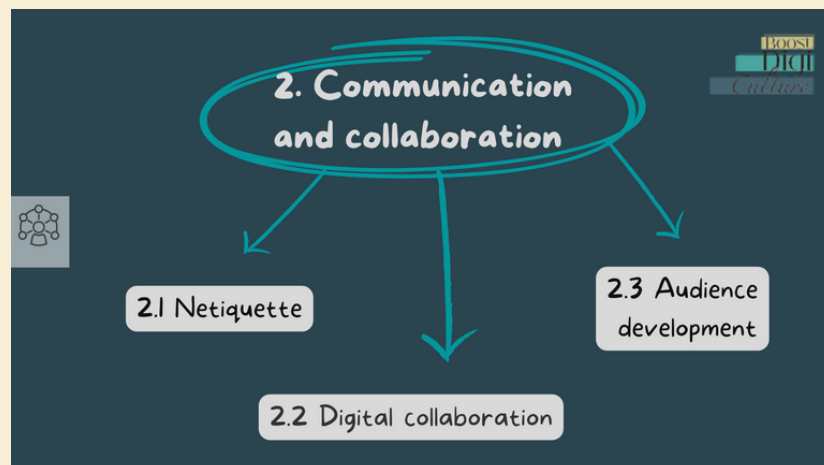 BOOST
DIGI
Culture
2. Communication
and collaboration
2.1 Netiquette
2.3 Audience
development
2.2 Digital collaboration